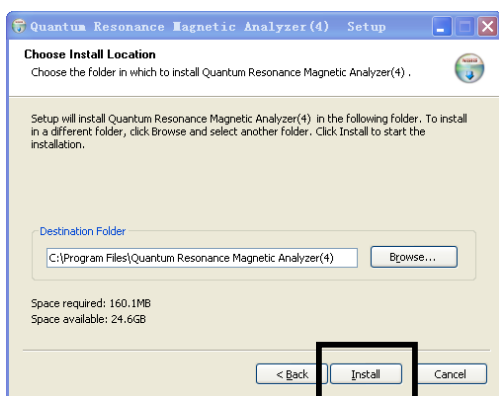 Quantum Resonance Magnetic Analyzer(4) Setup
Choose Install Location
Choose the folder in which to install Quantum Resonance Magnetic Analyzer(4) .
Setup will install Quantum Resonance Magnetic Analyzer(4) in the following folder. To install
in a different folder, click Browse and select another folder. Click Install to start the
installation.
Destination Folder
C:\Program Files\Quantum Resonance Magnetic Analyzer(4)
Browse...
Space required: 160.1MB
Space available: 24.6GB
< Back
Install
Cancel